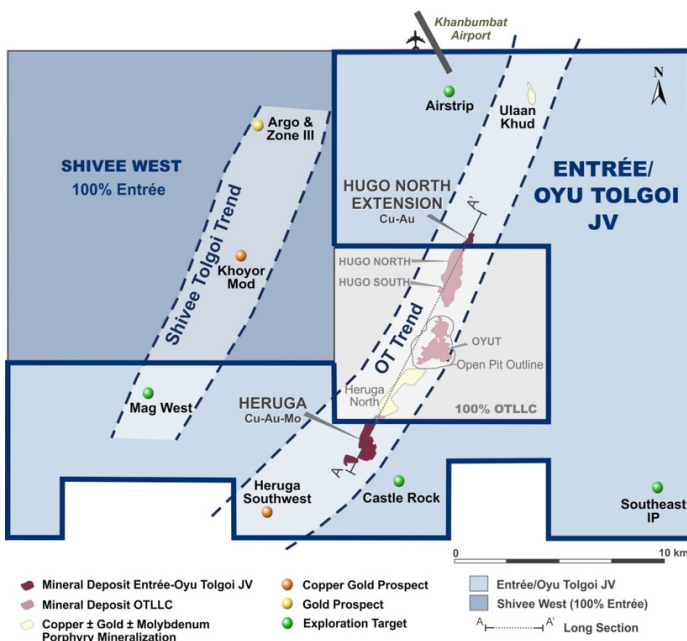 Khanbumbat
Airport
N
Airstrip
Ulaan
Khud
Argo &
Zone III
SHIVEE WEST
100% Entrée
ENTRÉE/
OYU TOLGOI
JV
HUGO NORTH
EXTENSION
Cu-Au
A'
HUGO NORTH
HUGO SOUTH
Khoyor
Mod
Shivee Tolgoi Trend
OT Trend
OYUT
Open Pit Outline
Heruga
North
100% OTLLC
Mag West
HERUGA
Cu-Au-Mo
A
Heruga
Southwest
Castle Rock
Southeast
IP
0 10 km
Mineral Deposit Entrée-Oyu Tolgoi JV
Mineral Deposit OTLLC
Copper ± Gold ± Molybdenum
Porphyry Mineralization
Copper Gold Prospect
Gold Prospect
Exploration Target
Entrée/Oyu Tolgoi JV
Shivee West (100% Entrée)
A A' Long Section